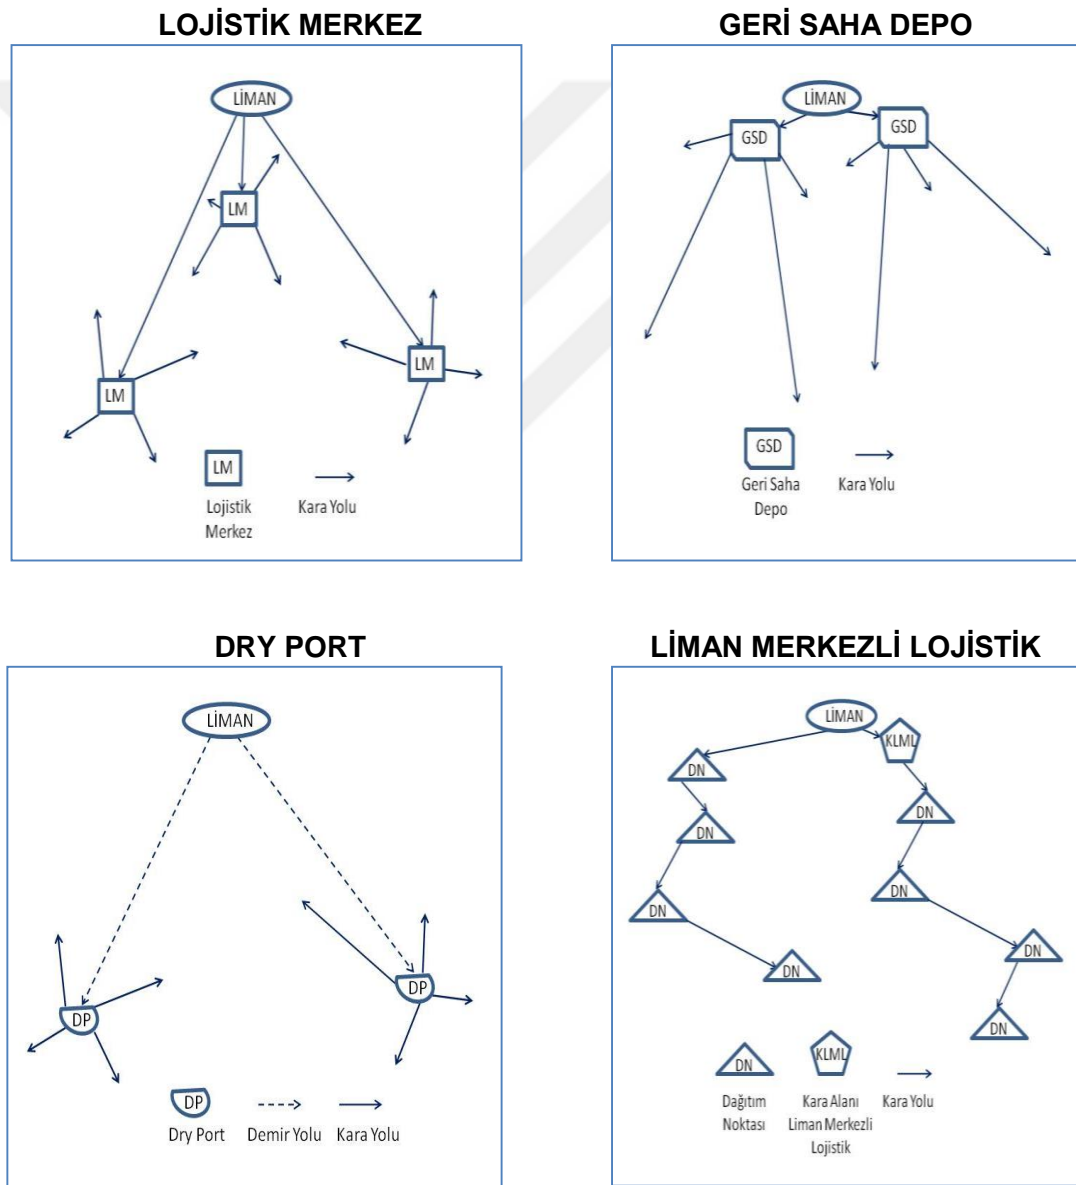 LOJİSTİK MERKEZ
LİMAN
LM
LM
LM
LM
Lojistik
Merkez
Kara Yolu
GERİ SAHA DEPO
LİMAN
GSD
GSD
GSD
Geri Saha
Depo
Kara Yolu
DRY PORT
LİMAN
DP
DP
DP
Dry Port
Demir Yolu
Kara Yolu
LİMAN MERKEZLİ LOJİSTİK
LİMAN
KLML
DN
DN
DN
DN
DN
DN
DN
DN
DN
KLML
Dağıtım
Noktası
Kara Alanı
Liman Merkezli
Lojistik
Kara Yolu